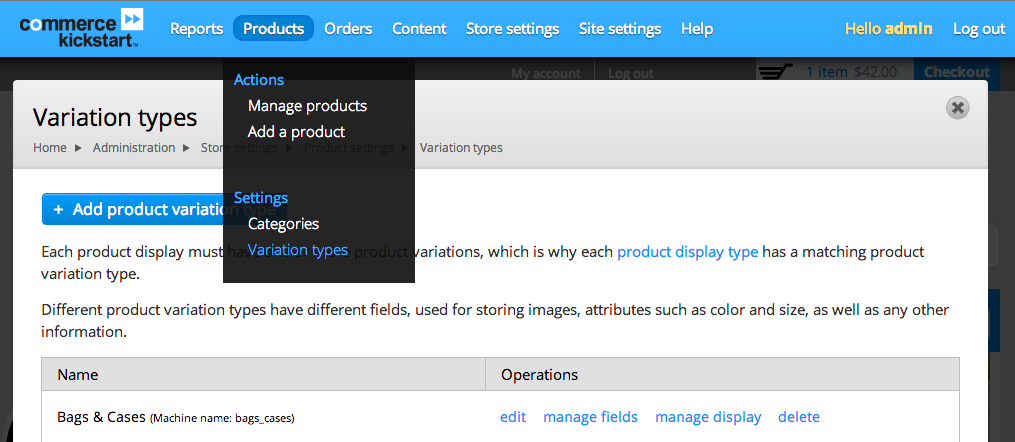 commerce
kickstart™
Reports Products Orders Content Store settings Site settings Help Hello admin Log out
My account Log out 1 item $42.00 Checkout
Actions
Manage products
Add a product
Settings
Categories
Variation types
Variation types
Home ▶ Administration ▶ Store settings ▶ Product settings ▶ Variation types
+ Add product variation type
Each product display must have product variations, which is why each product display type has a matching product
variation type.
Different product variation types have different fields, used for storing images, attributes such as color and size, as well as any other
information.
Name Operations
Bags & Cases (Machine name: bags_cases) edit manage fields manage display delete